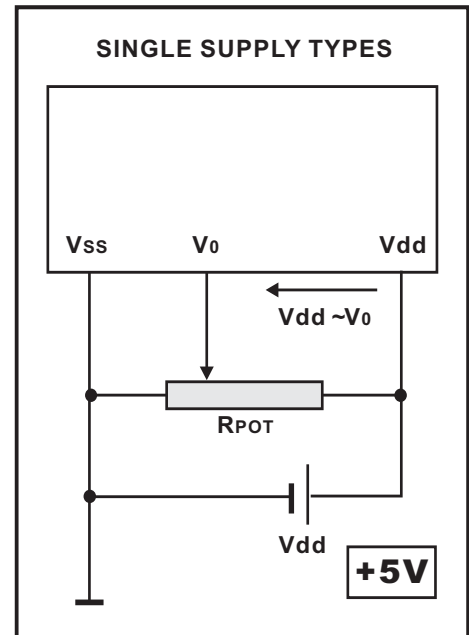 SINGLE SUPPLY TYPES
Vss V0 Vdd
Vdd ~V0
RPOT
Vdd
+5V